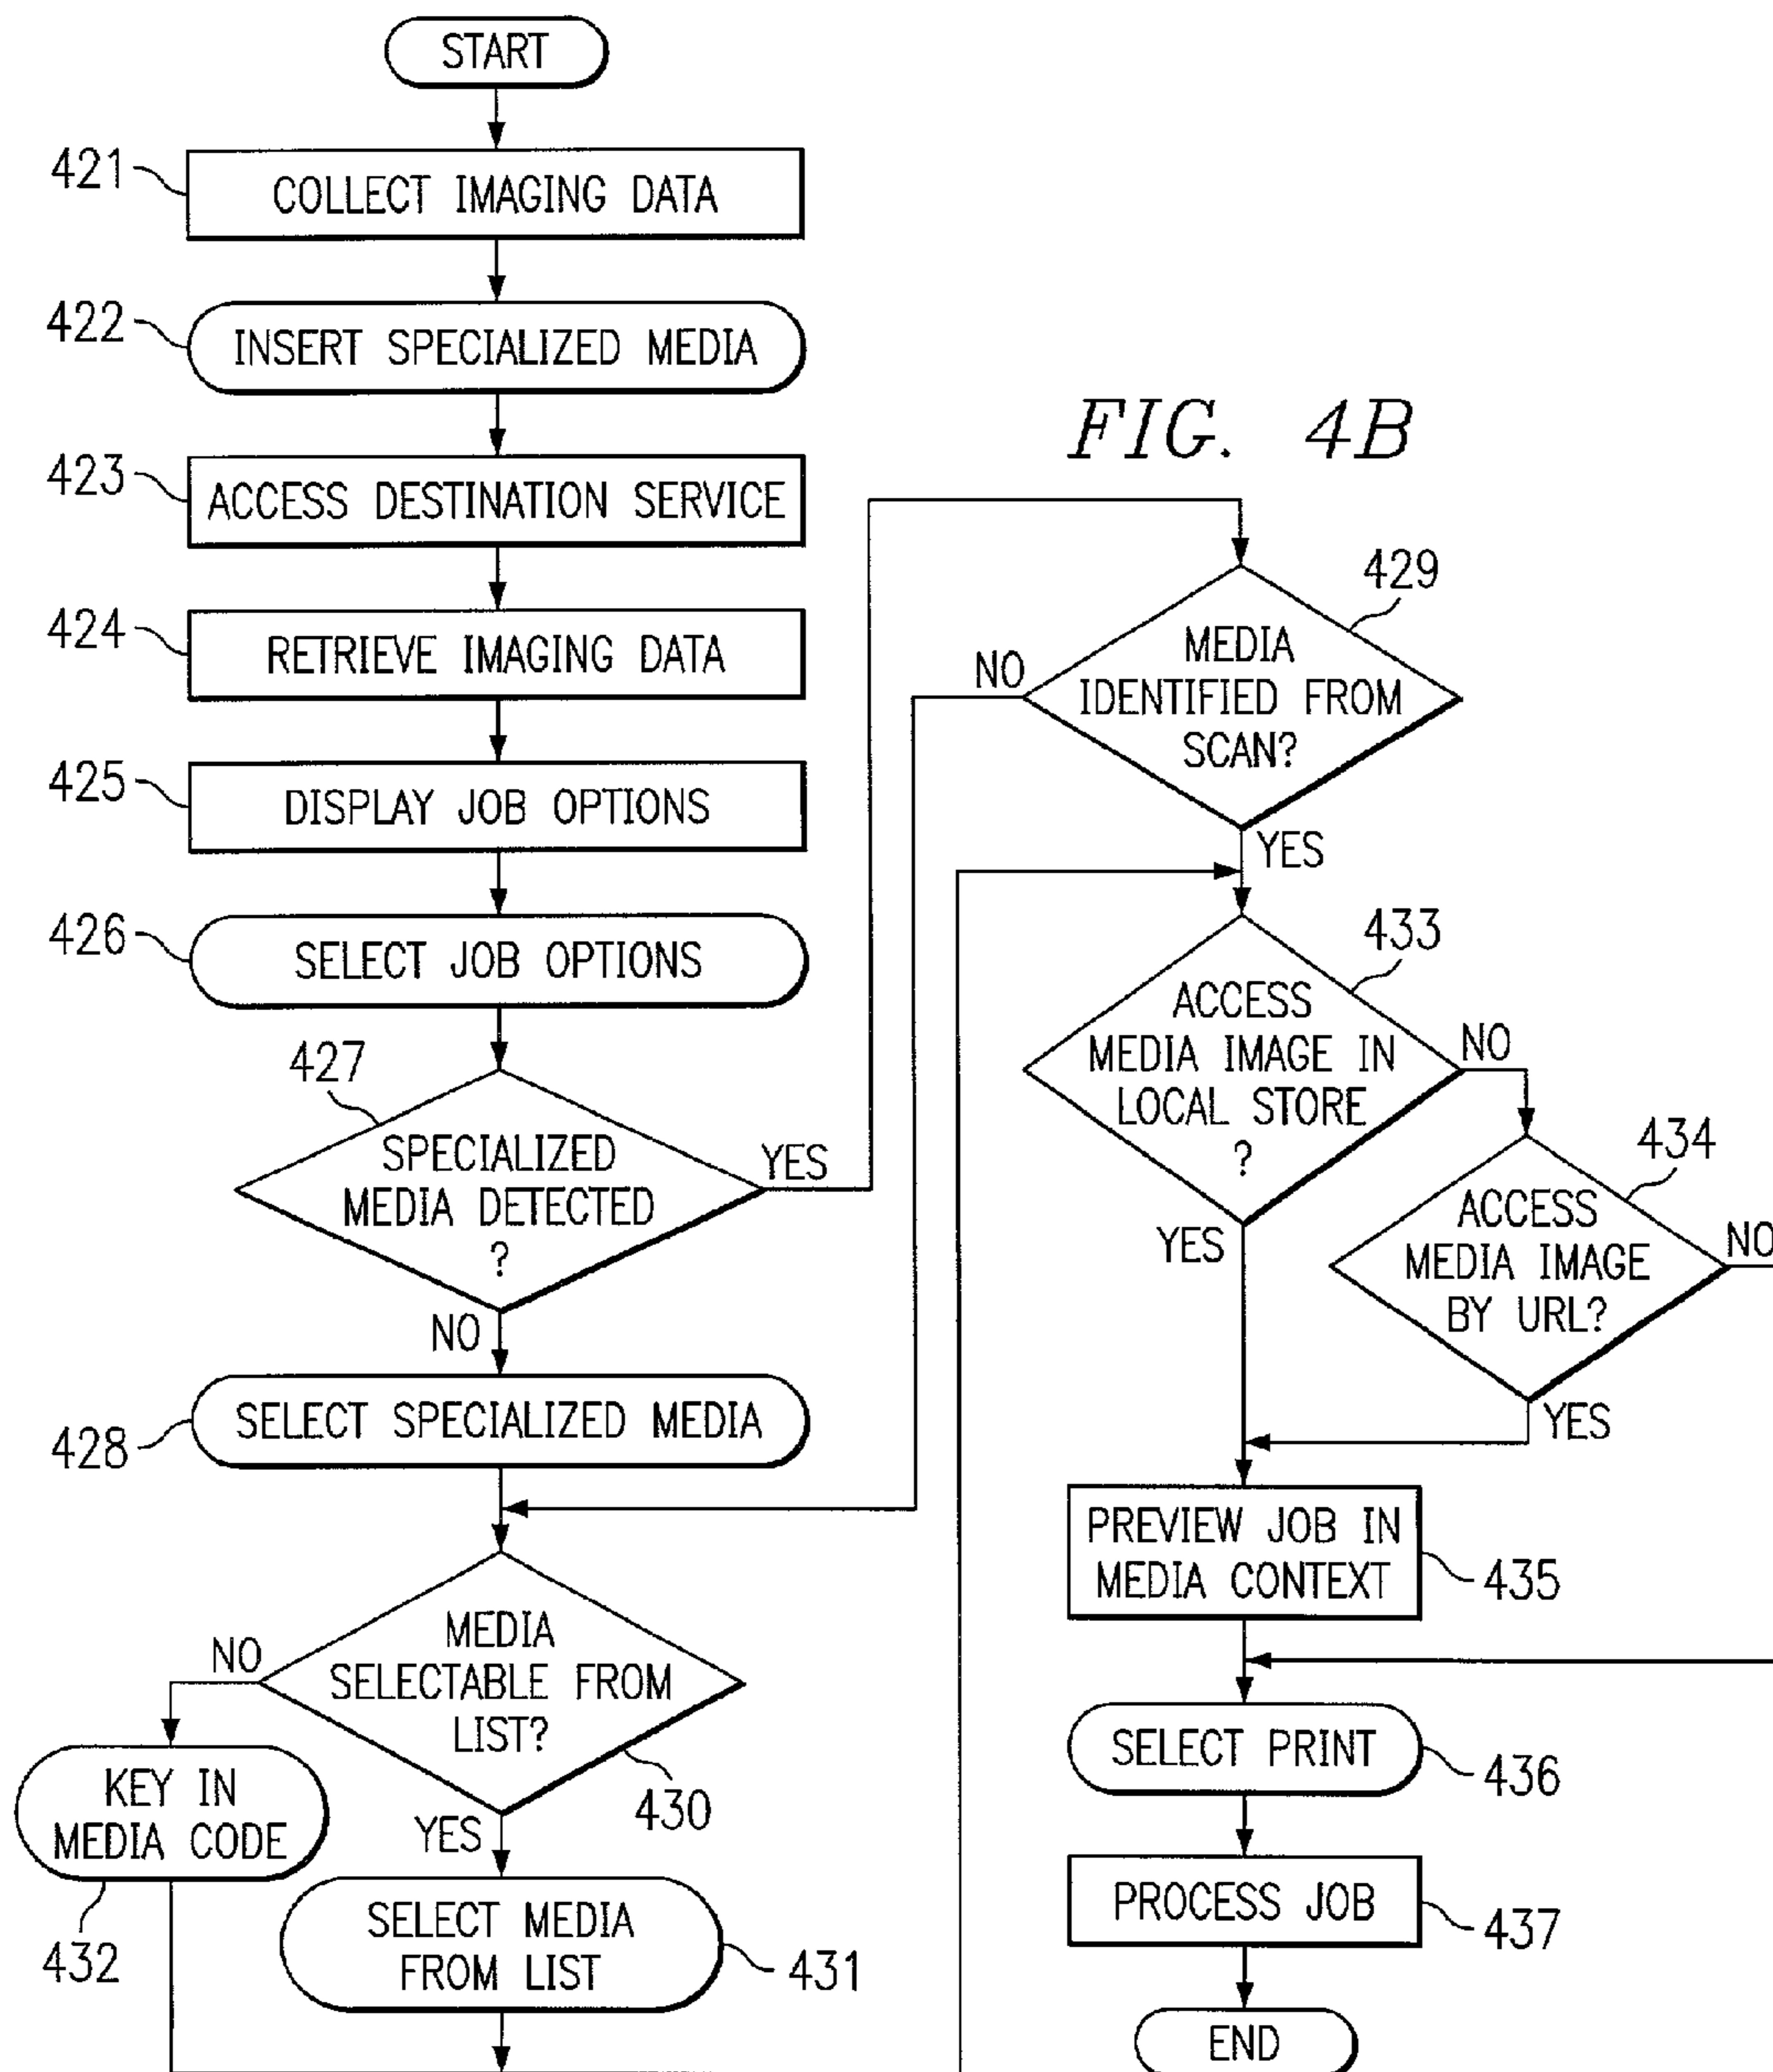 START
421
COLLECT IMAGING DATA
422
INSERT SPECIALIZED MEDIA
423
ACCESS DESTINATION SERVICE
424
RETRIEVE IMAGING DATA
425
DISPLAY JOB OPTIONS
426
SELECT JOB OPTIONS
427
SPECIALIZED
MEDIA DETECTED
?
YES
NO
428
SELECT SPECIALIZED MEDIA
MEDIA
SELECTABLE FROM
LIST?
NO
430
YES
KEY IN
MEDIA CODE
432
SELECT MEDIA
FROM LIST
431
FIG. 4B
429
MEDIA
IDENTIFIED FROM
SCAN?
NO
YES
433
ACCESS
MEDIA IMAGE IN
LOCAL STORE
?
NO
YES
434
ACCESS
MEDIA IMAGE
BY URL?
NO
YES
PREVIEW JOB IN
MEDIA CONTEXT
435
SELECT PRINT
436
PROCESS JOB
437
END